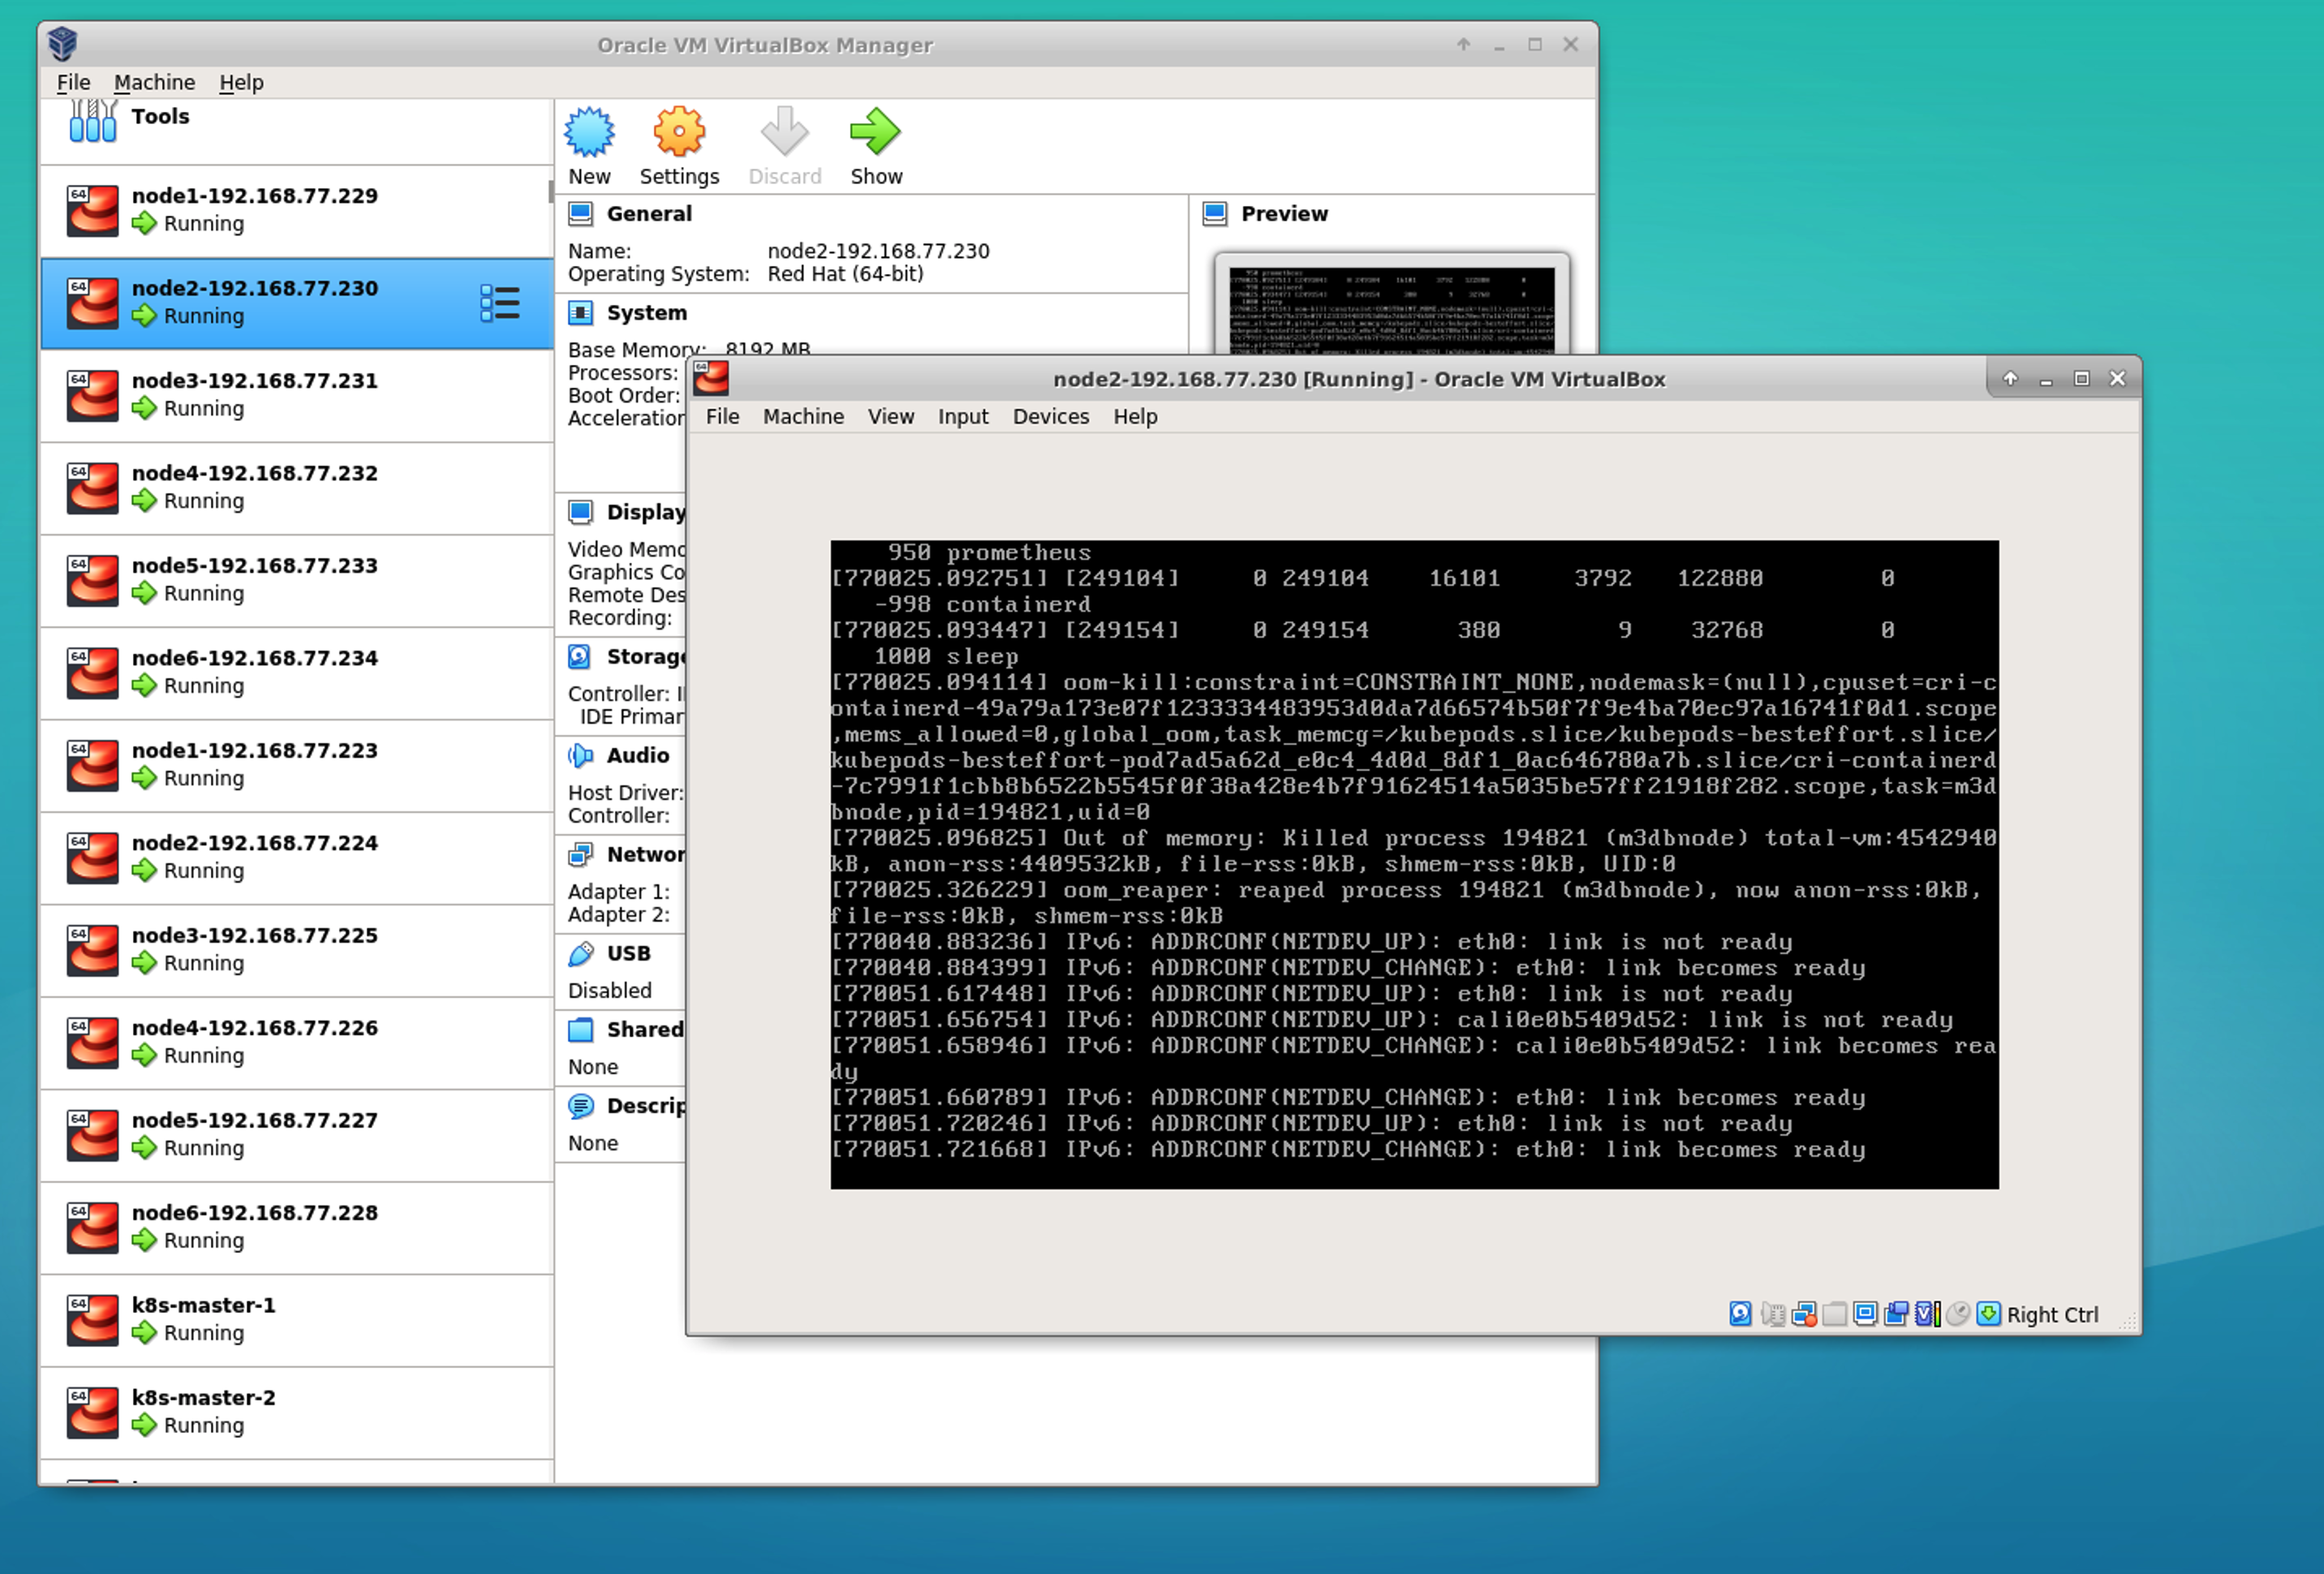 Oracle VM VirtualBox Manager
File Machine Help
Tools
node1-192.168.77.229
Running
node2-192.168.77.230
Running
node3-192.168.77.231
Running
node4-192.168.77.232
Running
node5-192.168.77.233
Running
node6-192.168.77.234
Running
node1-192.168.77.223
Running
node2-192.168.77.224
Running
node3-192.168.77.225
Running
node4-192.168.77.226
Running
node5-192.168.77.227
Running
node6-192.168.77.228
Running
k8s-master-1
Running
k8s-master-2
Running
New Settings Discard Show
General
Name: node2-192.168.77.230
Operating System: Red Hat (64-bit)
System
Base Memory: 8192 MB
Processors:
Boot Order:
Acceleration
Display
Video Memo
Graphics Co
Remote Des
Recording:
Storage
Controller: I
IDE Primar
Audio
Host Driver:
Controller:
Networ
Adapter 1:
Adapter 2:
USB
Disabled
Shared
None
Descrip
None
Preview
node2-192.168.77.230 [Running] - Oracle VM VirtualBox
File Machine View Input Devices Help
950 prometheus
[770025.092751] [249104] 0 249104 16101 3792 122880 0
-998 containerd
[770025.093447] [249154] 0 249154 380 9 32768 0
1000 sleep
[770025.094114] oom-kill:constraint=CONSTRAINT_NONE,nodemask=(null),cpuset=cri-c
ontainerd-49a79a173e07f1233334483953d0da7d66574b50f7f9e4ba70ec97a16741f0d1.scope
,mems_allowed=0,global_oom,task_memcg=/kubepods.slice/kubepods-besteffort.slice/
kubepods-besteffort-pod7ad5a62d_e0c4_4d0d_8df1_0ac646780a7b.slice/cri-containerd
-7c7991f1cbb8b6522b5545f0f38a428e4b7f91624514a5035be57ff21918f282.scope,task=m3d
bnode,pid=194821,uid=0
[770025.096825] Out of memory: Killed process 194821 (m3dbnode) total-vm:4542940
kB, anon-rss:4409532kB, file-rss:0kB, shmem-rss:0kB, UID:0
[770025.326229] oom_reaper: reaped process 194821 (m3dbnode), now anon-rss:0kB,
file-rss:0kB, shmem-rss:0kB
[770040.883236] IPv6: ADDRCONF(NETDEV_UP): eth0: link is not ready
[770040.884399] IPv6: ADDRCONF(NETDEV_CHANGE): eth0: link becomes ready
[770051.617448] IPv6: ADDRCONF(NETDEV_UP): eth0: link is not ready
[770051.656754] IPv6: ADDRCONF(NETDEV_UP): cali0e0b5409d52: link is not ready
[770051.658946] IPv6: ADDRCONF(NETDEV_CHANGE): cali0e0b5409d52: link becomes rea
dy
[770051.660789] IPv6: ADDRCONF(NETDEV_CHANGE): eth0: link becomes ready
[770051.720246] IPv6: ADDRCONF(NETDEV_UP): eth0: link is not ready
[770051.721668] IPv6: ADDRCONF(NETDEV_CHANGE): eth0: link becomes ready
Right Ctrl